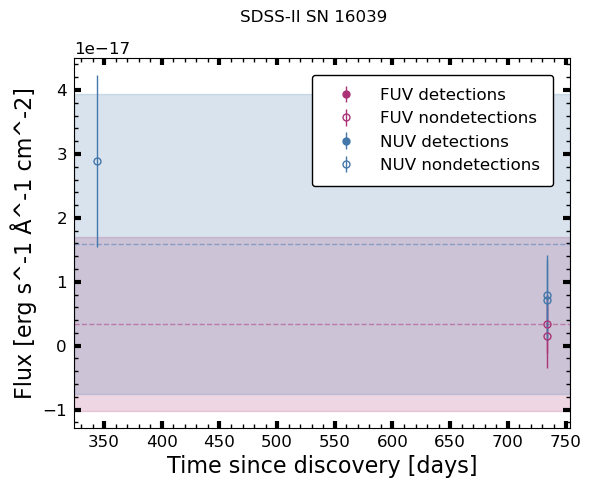 SDSS-II SN 16039
1e−17
FUV detections
FUV nondetections
NUV detections
NUV nondetections
4
3
2
1
0
−1
Flux [erg s^-1 Å^-1 cm^-2]
350 400 450 500 550 600 650 700 750
Time since discovery [days]